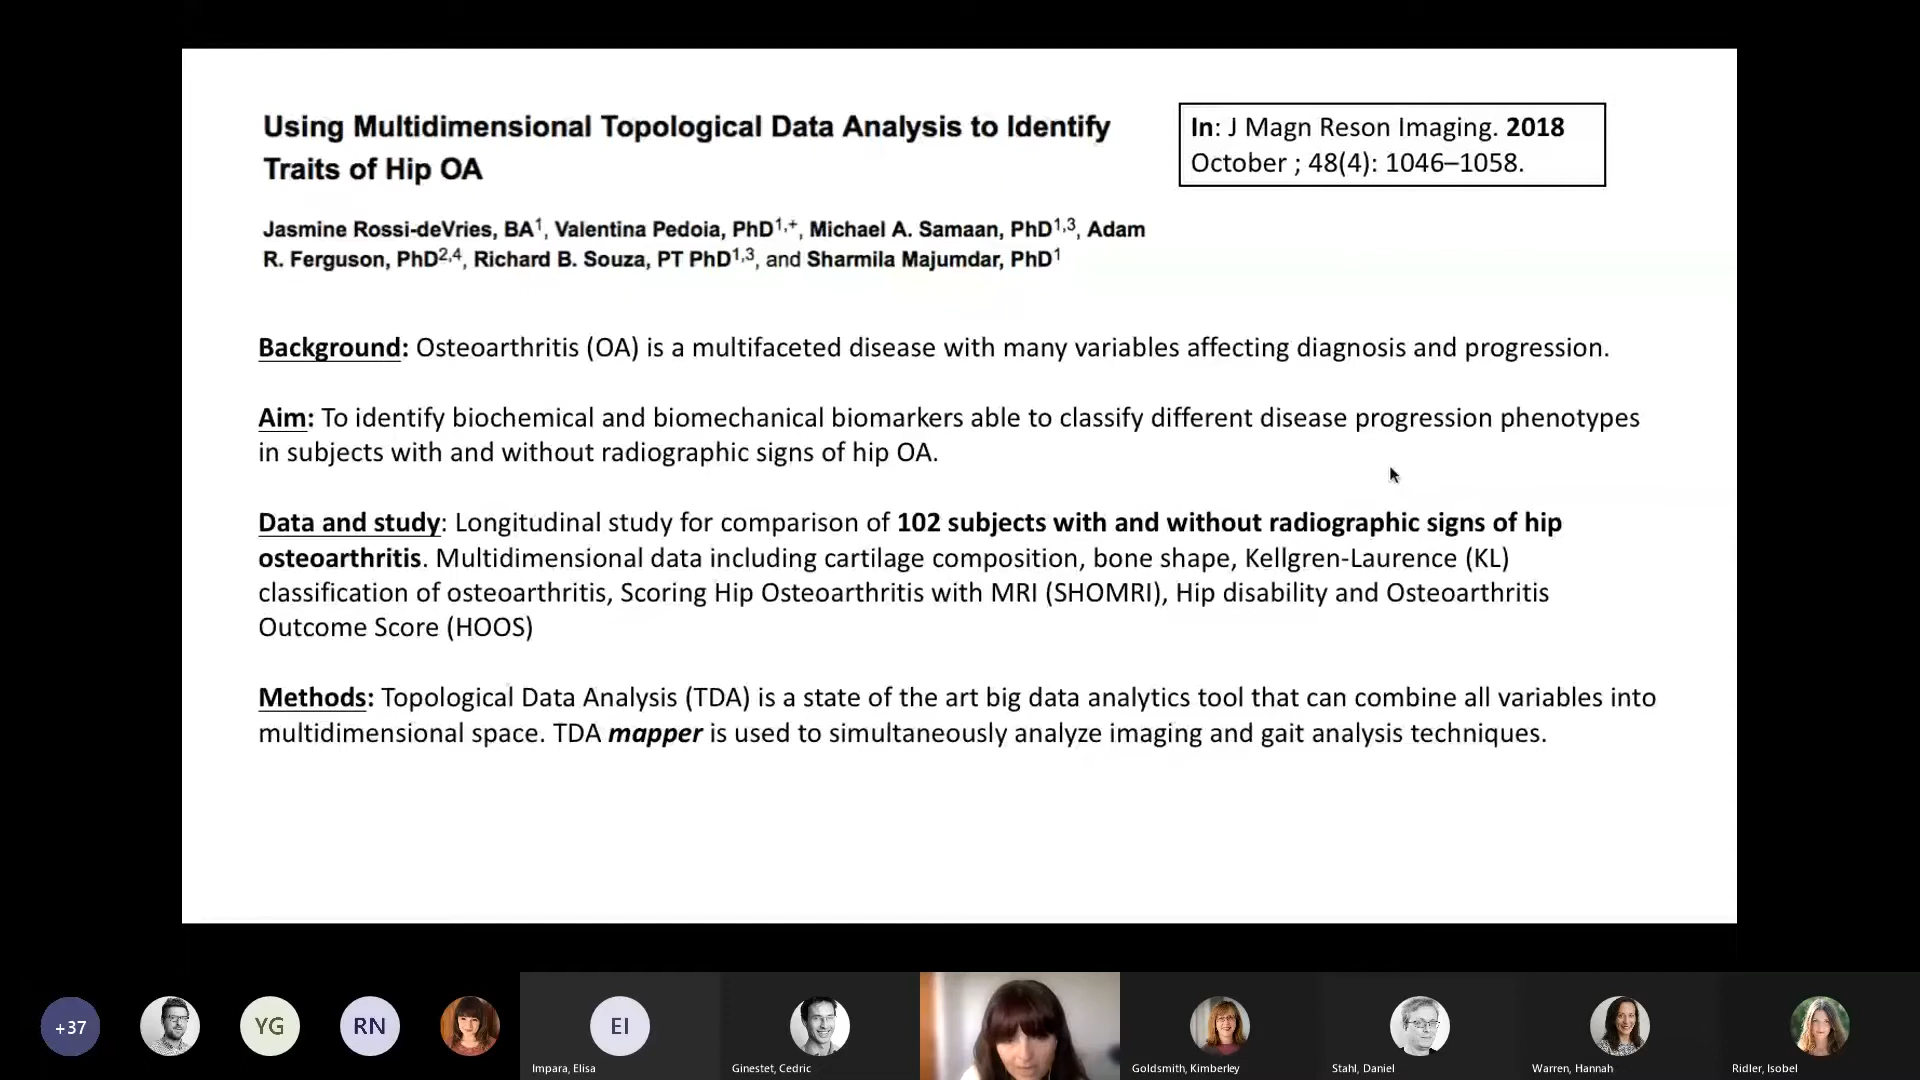 Using Multidimensional Topological Data Analysis to Identify
Traits of Hip OA
In: J Magn Reson Imaging. 2018
October ; 48(4): 1046–1058.
Jasmine Rossi-deVries, BA1, Valentina Pedoia, PhD1,+, Michael A. Samaan, PhD1,3, Adam
R. Ferguson, PhD2,4, Richard B. Souza, PT PhD1,3, and Sharmila Majumdar, PhD1
Background: Osteoarthritis (OA) is a multifaceted disease with many variables affecting diagnosis and progression.
Aim: To identify biochemical and biomechanical biomarkers able to classify different disease progression phenotypes
in subjects with and without radiographic signs of hip OA.
Data and study: Longitudinal study for comparison of 102 subjects with and without radiographic signs of hip
osteoarthritis. Multidimensional data including cartilage composition, bone shape, Kellgren-Laurence (KL)
classification of osteoarthritis, Scoring Hip Osteoarthritis with MRI (SHOMRI), Hip disability and Osteoarthritis
Outcome Score (HOOS)
Methods: Topological Data Analysis (TDA) is a state of the art big data analytics tool that can combine all variables into
multidimensional space. TDA mapper is used to simultaneously analyze imaging and gait analysis techniques.
+37
YG
RN
EI
Impara, Elisa
Ginestet, Cedric
Goldsmith, Kimberley
Stahl, Daniel
Warren, Hannah
Ridler, Isobel